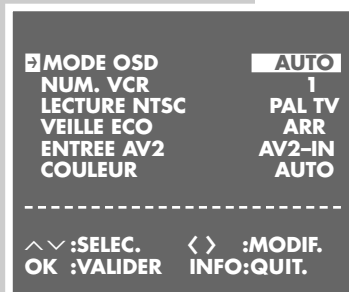 MODE OSD AUTO
NUM. VCR 1
LECTURE NTSC PAL TV
VEILLE ECO ARR
ENTREE AV2 AV2–IN
COULEUR AUTO
:SELEC. :MODIF.
OK :VALIDER INFO:QUIT.